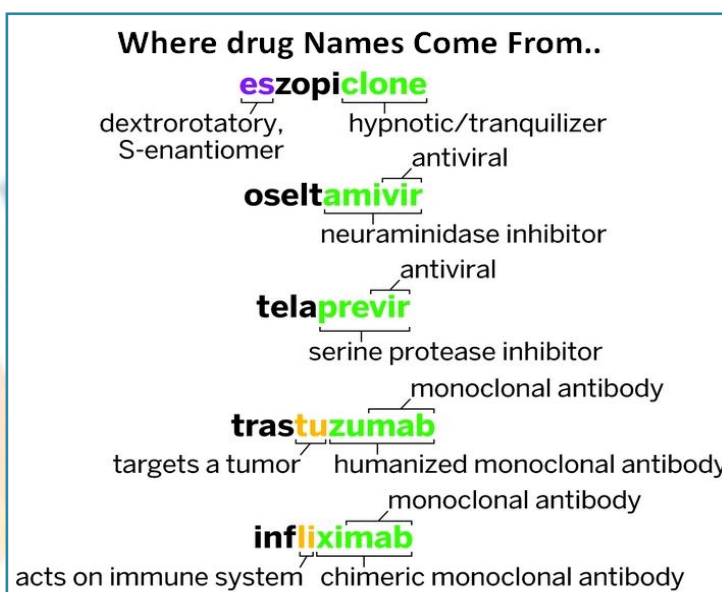 Where drug Names Come From..
eszopiclone
dextrorotatory, hypnotic/tranquilizer
S-enantiomer
antiviral
oseltamivir
neuraminidase inhibitor
antiviral
telaprevir
serine protease inhibitor
monoclonal antibody
trastuzumab
targets a tumor humanized monoclonal antibody
monoclonal antibody
infliximab
acts on immune system chimeric monoclonal antibody